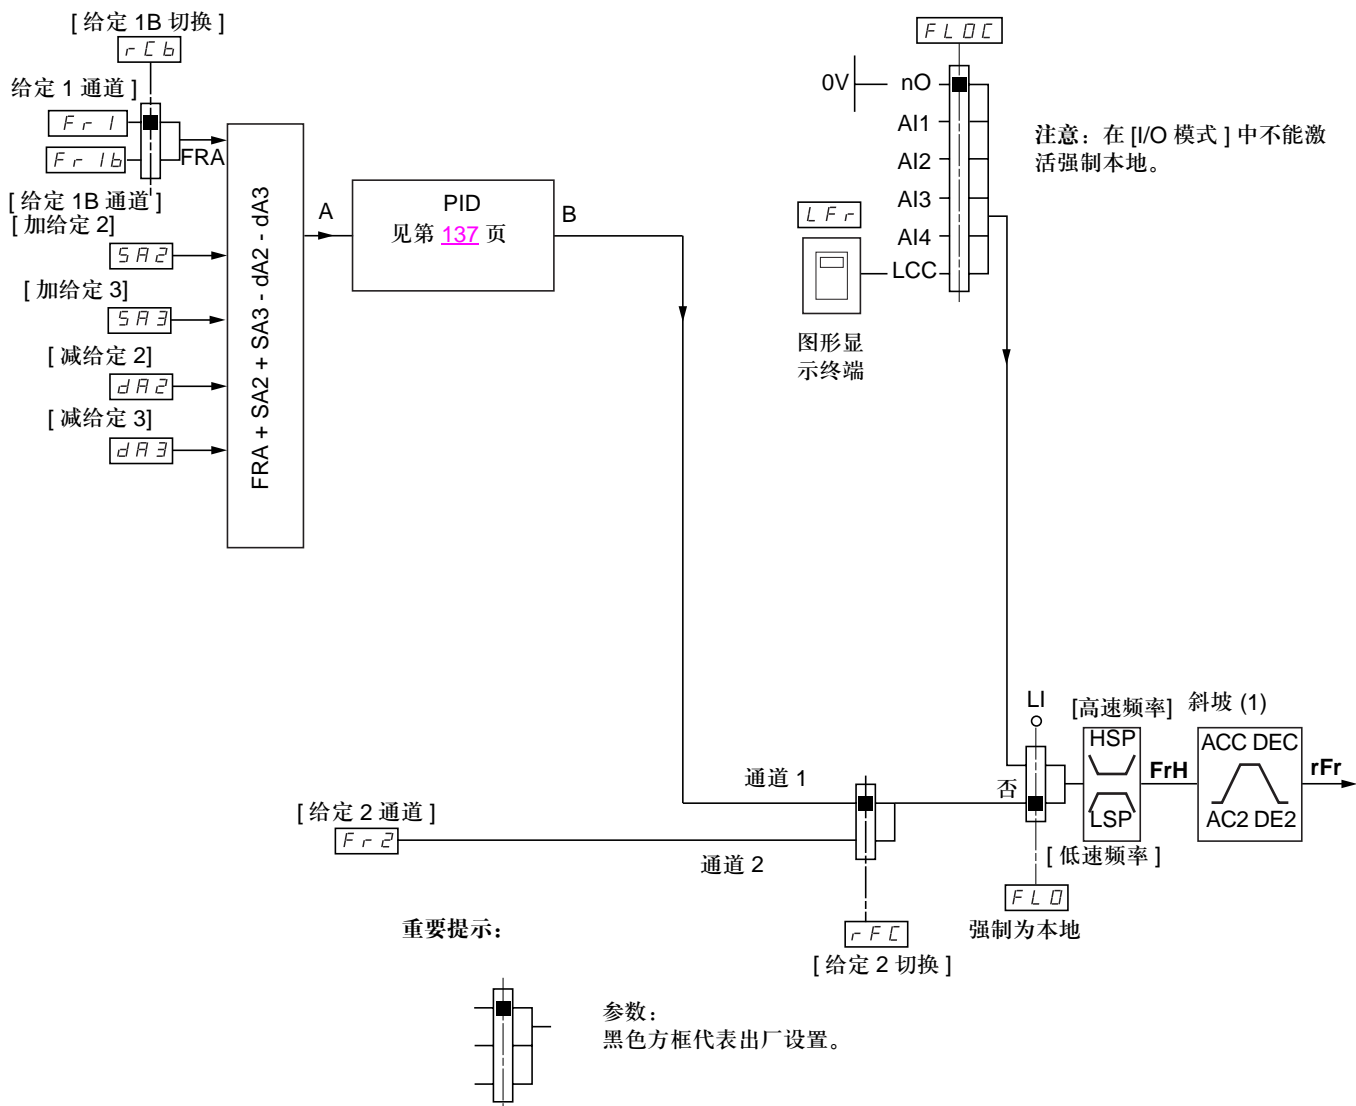 [ 给定 1B 切换 ]
rCb
给定 1 通道 ]
Fr1
Fr1b
FRA
[ 给定 1B 通道 ]
[ 加给定 2]
SA2
[ 加给定 3]
SA3
[ 减给定 2]
dA2
[ 减给定 3]
dA3
FRA + SA2 + SA3 - dA2 - dA3
A
PID
见第 137 页
B
FLOC
0V
nO
AI1
AI2
AI3
AI4
LCC
LFr
图形显
示终端
注意：在 [I/O 模式 ] 中不能激
活强制本地。
LI
[高速频率]
斜坡 (1)
HSP
LSP
FrH
ACC DEC
AC2 DE2
rFr
否
[ 低速频率 ]
FLO
强制为本地
通道 1
[ 给定 2 通道 ]
Fr2
通道 2
rFC
[ 给定 2 切换 ]
重要提示：
参数：
黑色方框代表出厂设置。